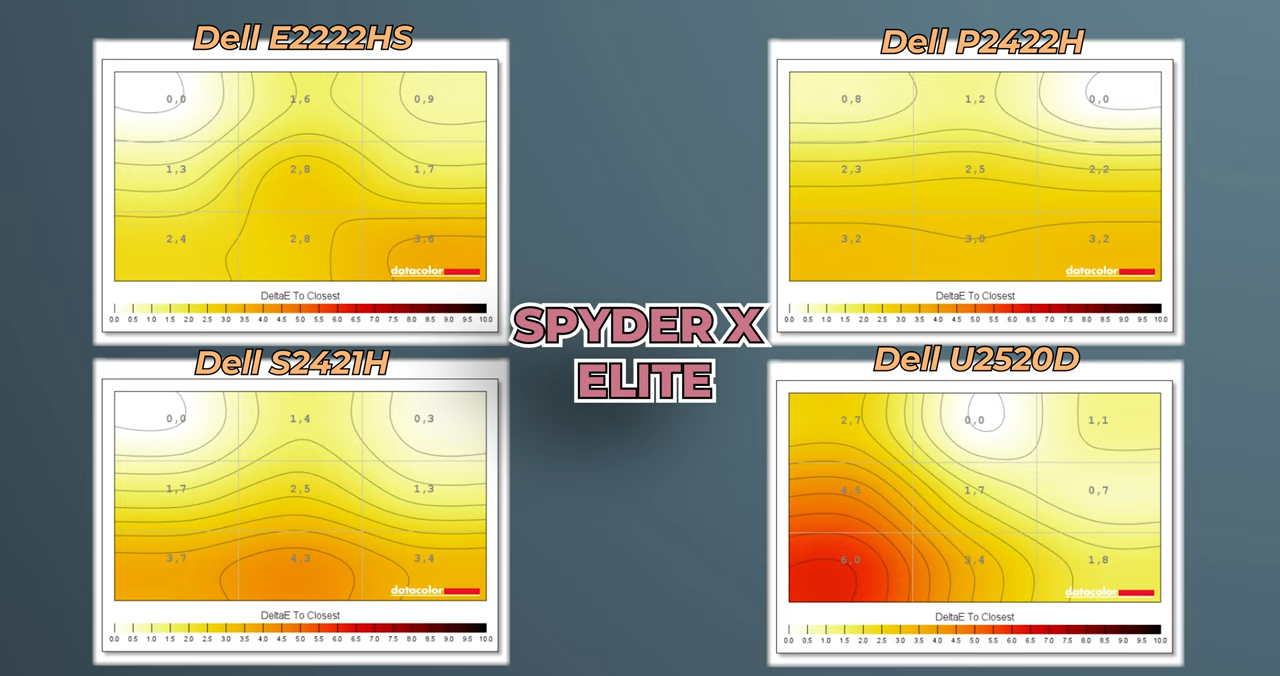 Dell E2222HS
0,0 1,6 0,9
1,3 2,8 1,7
2,4 2,8 3,6
datacolor
DeltaE To Closest
0.0 0.5 1.0 1.5 2.0 2.5 3.0 3.5 4.0 4.5 5.0 5.5 6.0 6.5 7.0 7.5 8.0 8.5 9.0 9.5 10.0
Dell P2422H
0,8 1,2 0,0
2,3 2,5 2,2
3,2 3,0 3,2
datacolor
DeltaE To Closest
0.0 0.5 1.0 1.5 2.0 2.5 3.0 3.5 4.0 4.5 5.0 5.5 6.0 6.5 7.0 7.5 8.0 8.5 9.0 9.5 10.0
SPYDER X
ELITE
Dell S2421H
0,0 1,4 0,3
1,7 2,5 1,3
3,7 4,3 3,4
datacolor
DeltaE To Closest
0.0 0.5 1.0 1.5 2.0 2.5 3.0 3.5 4.0 4.5 5.0 5.5 6.0 6.5 7.0 7.5 8.0 8.5 9.0 9.5 10.0
Dell U2520D
2,7 0,0 1,1
4,5 1,7 0,7
6,0 3,4 1,8
datacolor
DeltaE To Closest
0.0 0.5 1.0 1.5 2.0 2.5 3.0 3.5 4.0 4.5 5.0 5.5 6.0 6.5 7.0 7.5 8.0 8.5 9.0 9.5 10.0